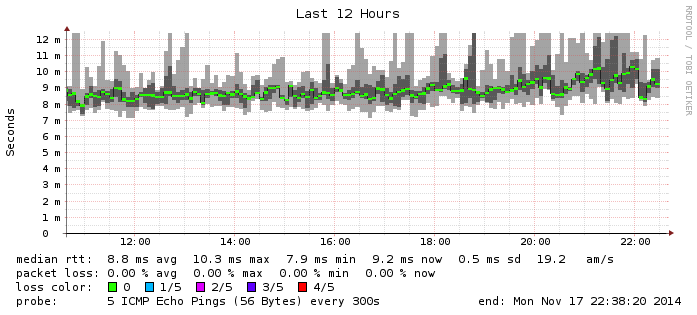 Last 12 Hours
RRDTOOL / TOBI OETIKER
Seconds
12 m
11 m
10 m
9 m
8 m
7 m
6 m
5 m
4 m
3 m
2 m
1 m
0
12:00 14:00 16:00 18:00 20:00 22:00
median rtt: 8.8 ms avg 10.3 ms max 7.9 ms min 9.2 ms now 0.5 ms sd 19.2 am/s
packet loss: 0.00 % avg 0.00 % max 0.00 % min 0.00 % now
loss color: 0 1/5 2/5 3/5 4/5
probe: 5 ICMP Echo Pings (56 Bytes) every 300s end: Mon Nov 17 22:38:20 2014